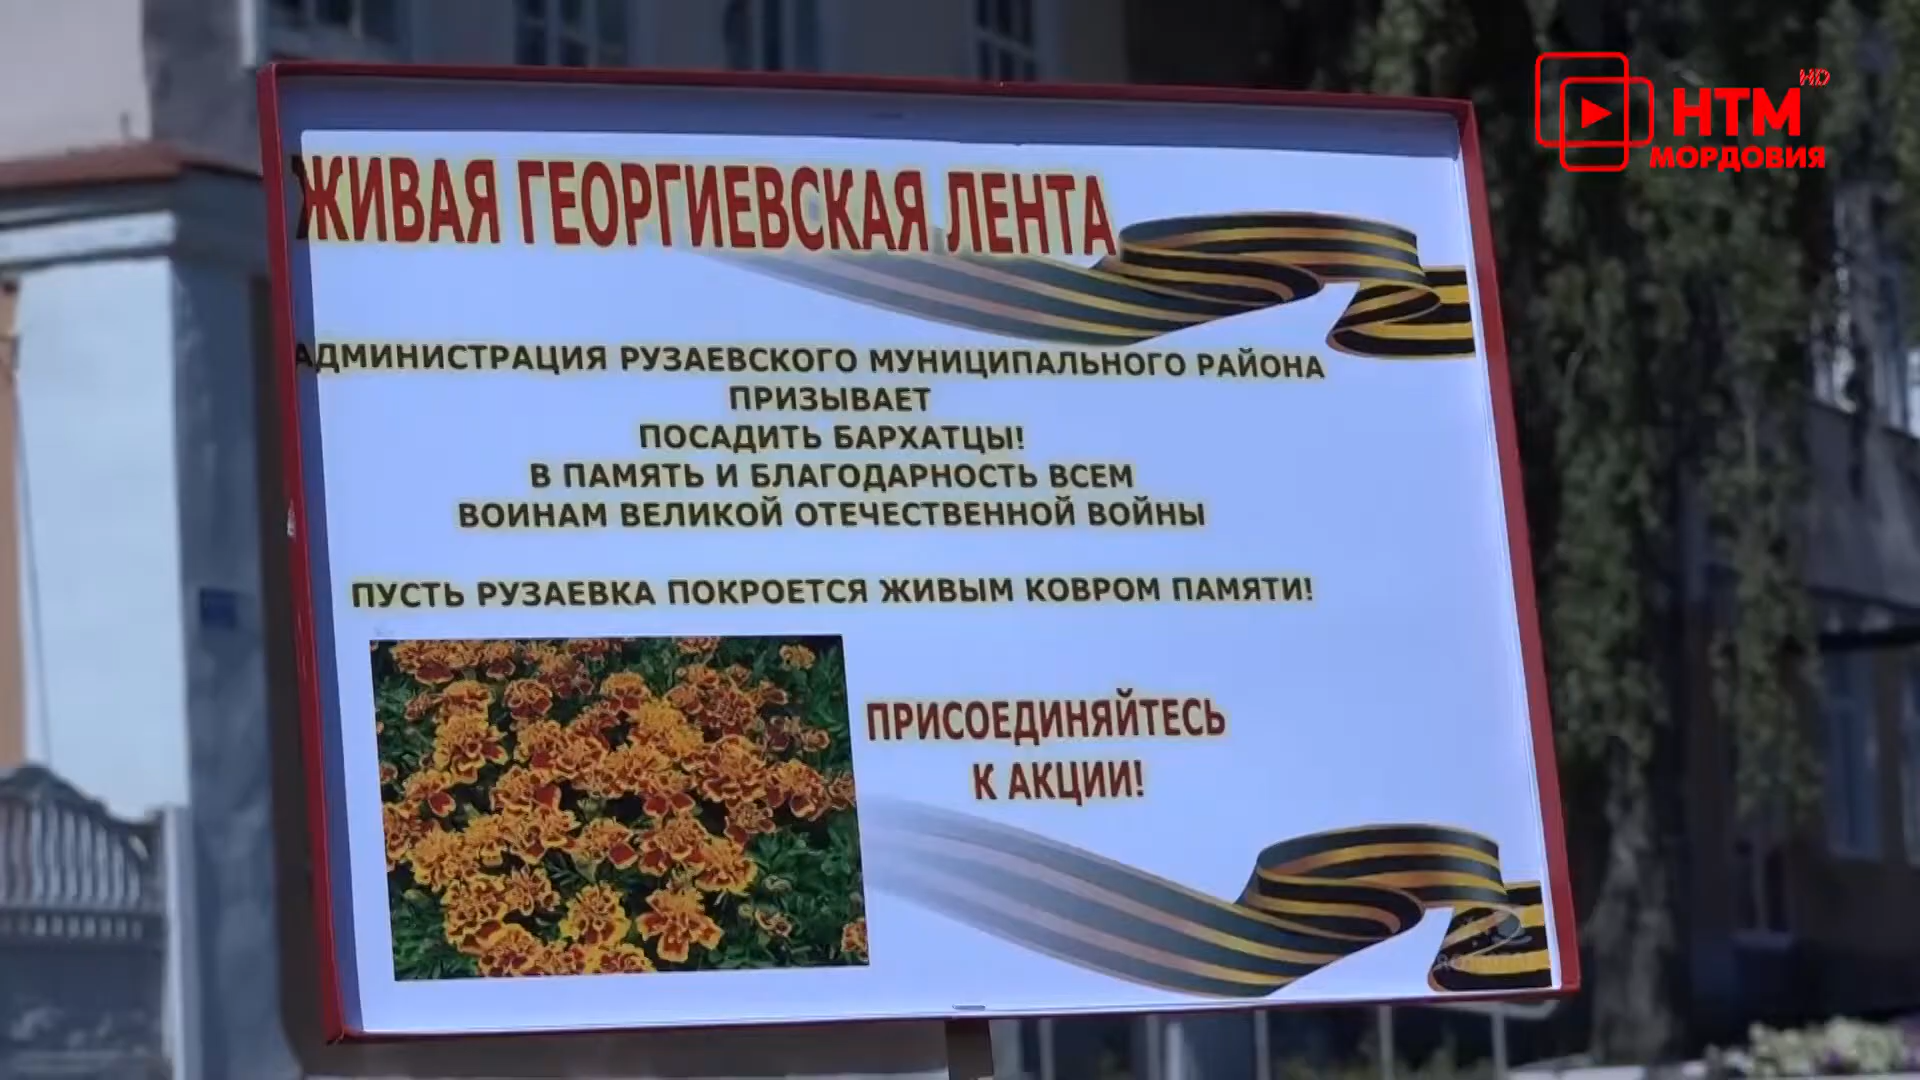 НТМ HD
МОРДОВИЯ
ЖИВАЯ ГЕОРГИЕВСКАЯ ЛЕНТА
АДМИНИСТРАЦИЯ РУЗАЕВСКОГО МУНИЦИПАЛЬНОГО РАЙОНА
ПРИЗЫВАЕТ
ПОСАДИТЬ БАРХАТЦЫ!
В ПАМЯТЬ И БЛАГОДАРНОСТЬ ВСЕМ
ВОИНАМ ВЕЛИКОЙ ОТЕЧЕСТВЕННОЙ ВОЙНЫ
ПУСТЬ РУЗАЕВКА ПОКРОЕТСЯ ЖИВЫМ КОВРОМ ПАМЯТИ!
ПРИСОЕДИНЯЙТЕСЬ
К АКЦИИ!